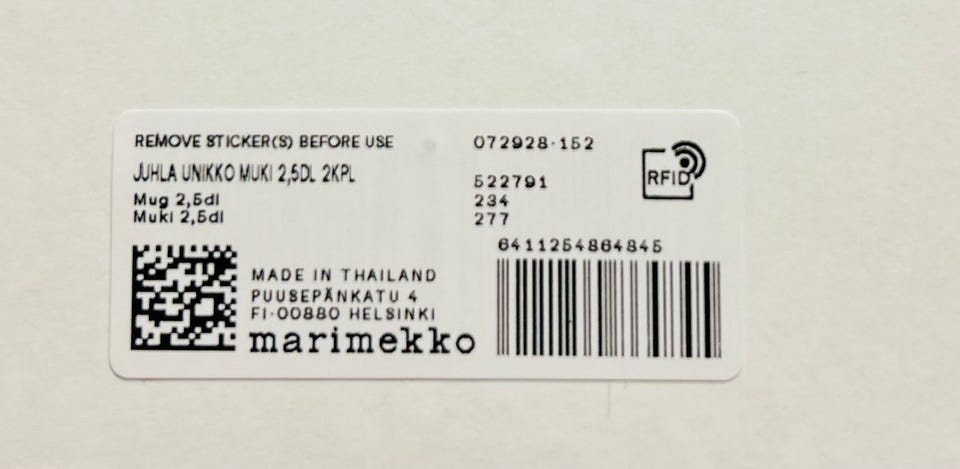 REMOVE STICKER(S) BEFORE USE
JUHLA UNIKKO MUKI 2,5DL 2KPL
Mug 2,5dl
Muki 2,5dl
072928-152
522791
234
277
RFID
6411254864845
MADE IN THAILAND
PUUSEPÄNKATU 4
FI-00880 HELSINKI
marimekko